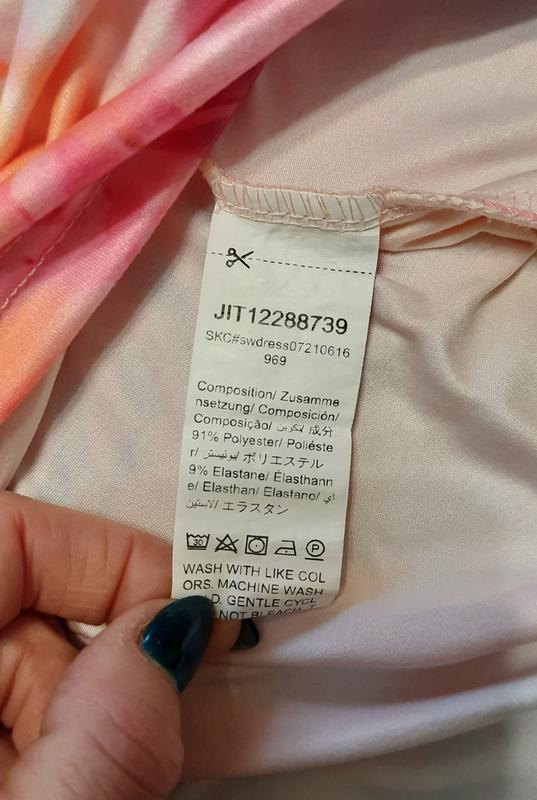 JIT12288739
SKC#swdress07210616
969
Composition/ Zusamme
nsetzung/ Composición/
Composição/ تكوين/ 成分:
91% Polyester/ Poliéste
r/ بوليستر/ ポリエステル
9% Elastane/ Élasthann
e/ Elasthan/ Elastano/ اي
لاستين/ エラスタン
30 P
WASH WITH LIKE COL
ORS. MACHINE WASH
D. GENTLE CYCL
NOT BLEACH. T